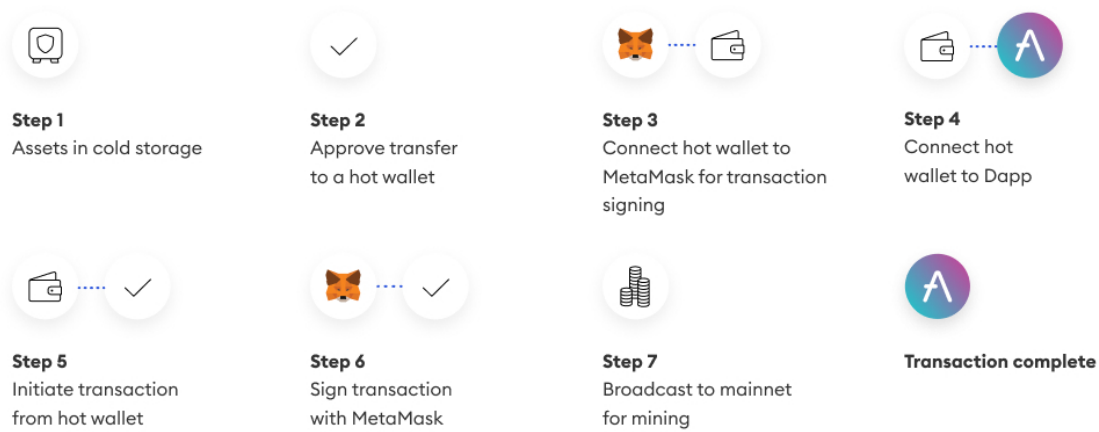 Step 1
Assets in cold storage
Step 2
Approve transfer
to a hot wallet
Step 3
Connect hot wallet to
MetaMask for transaction
signing
Step 4
Connect hot
wallet to Dapp
Step 5
Initiate transaction
from hot wallet
Step 6
Sign transaction
with MetaMask
Step 7
Broadcast to mainnet
for mining
Transaction complete